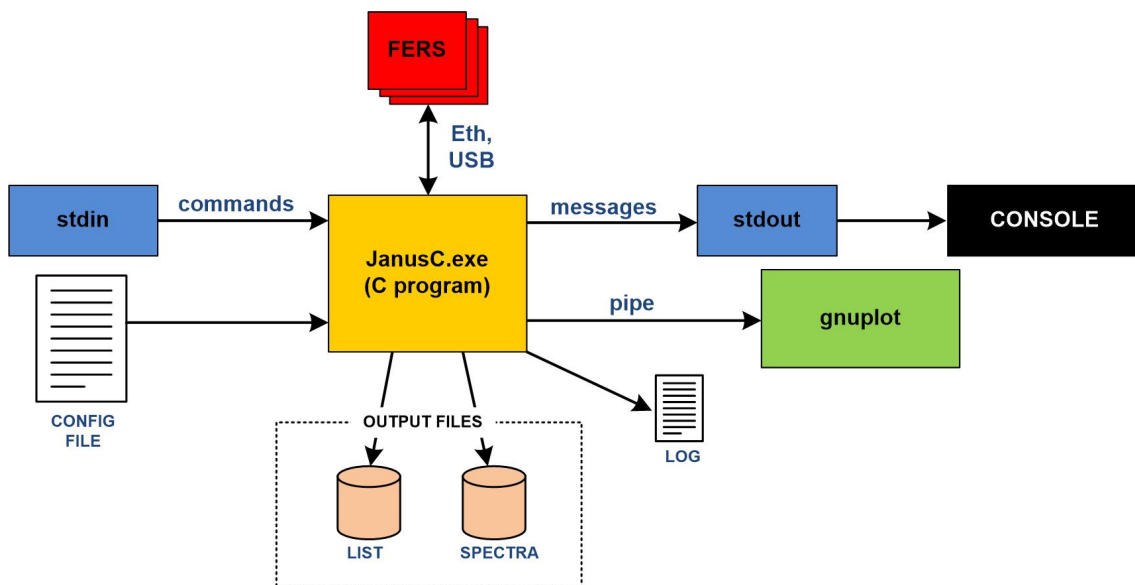 FERS
Eth,
USB
stdin
commands
JanusC.exe
(C program)
messages
stdout
CONSOLE
pipe
gnuplot
CONFIG
FILE
OUTPUT FILES
LOG
LIST
SPECTRA